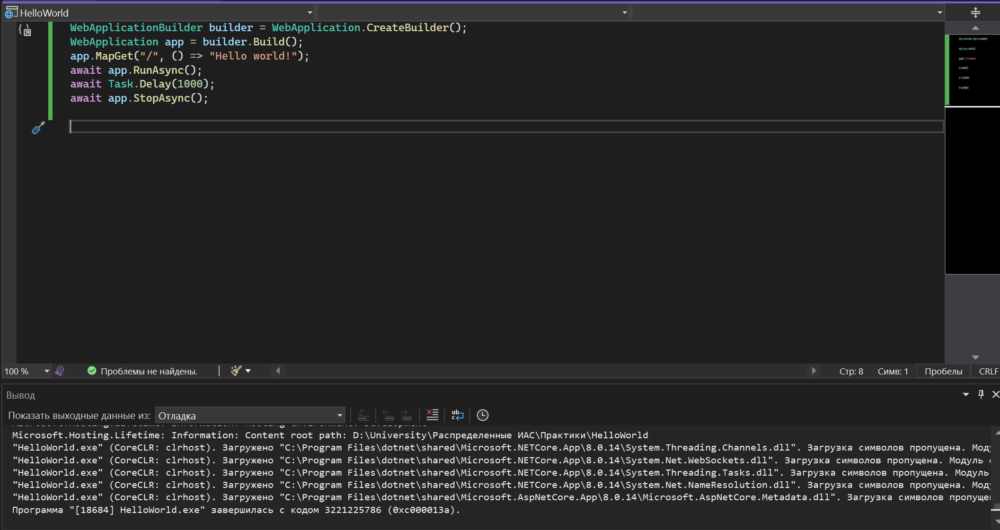 HelloWorld
WebApplicationBuilder builder = WebApplication.CreateBuilder();
WebApplication app = builder.Build();
app.MapGet("/", () => "Hello world!");
await app.RunAsync();
await Task.Delay(1000);
await app.StopAsync();
100 %
Проблемы не найдены.
Стр: 8 Симв: 1 Пробелы CRLF
Вывод
Показать выходные данные из: Отладка
Microsoft.Hosting.Lifetime: Information: Content root path: D:\University\Распределенные ИАС\Практики\HelloWorld
"HelloWorld.exe" (CoreCLR: clrhost). Загружено "C:\Program Files\dotnet\shared\Microsoft.NETCore.App\8.0.14\System.Threading.Channels.dll". Загрузка символов пропущена. Моду
"HelloWorld.exe" (CoreCLR: clrhost). Загружено "C:\Program Files\dotnet\shared\Microsoft.NETCore.App\8.0.14\System.Net.WebSockets.dll". Загрузка символов пропущена. Модуль
"HelloWorld.exe" (CoreCLR: clrhost). Загружено "C:\Program Files\dotnet\shared\Microsoft.NETCore.App\8.0.14\System.Threading.Tasks.dll". Загрузка символов пропущена. Модуль
"HelloWorld.exe" (CoreCLR: clrhost). Загружено "C:\Program Files\dotnet\shared\Microsoft.NETCore.App\8.0.14\System.Net.NameResolution.dll". Загрузка символов пропущена. Моду
"HelloWorld.exe" (CoreCLR: clrhost). Загружено "C:\Program Files\dotnet\shared\Microsoft.AspNetCore.App\8.0.14\Microsoft.AspNetCore.Metadata.dll". Загрузка символов пропущен
Программа "[18684] HelloWorld.exe" завершилась с кодом 3221225786 (0xc000013a).